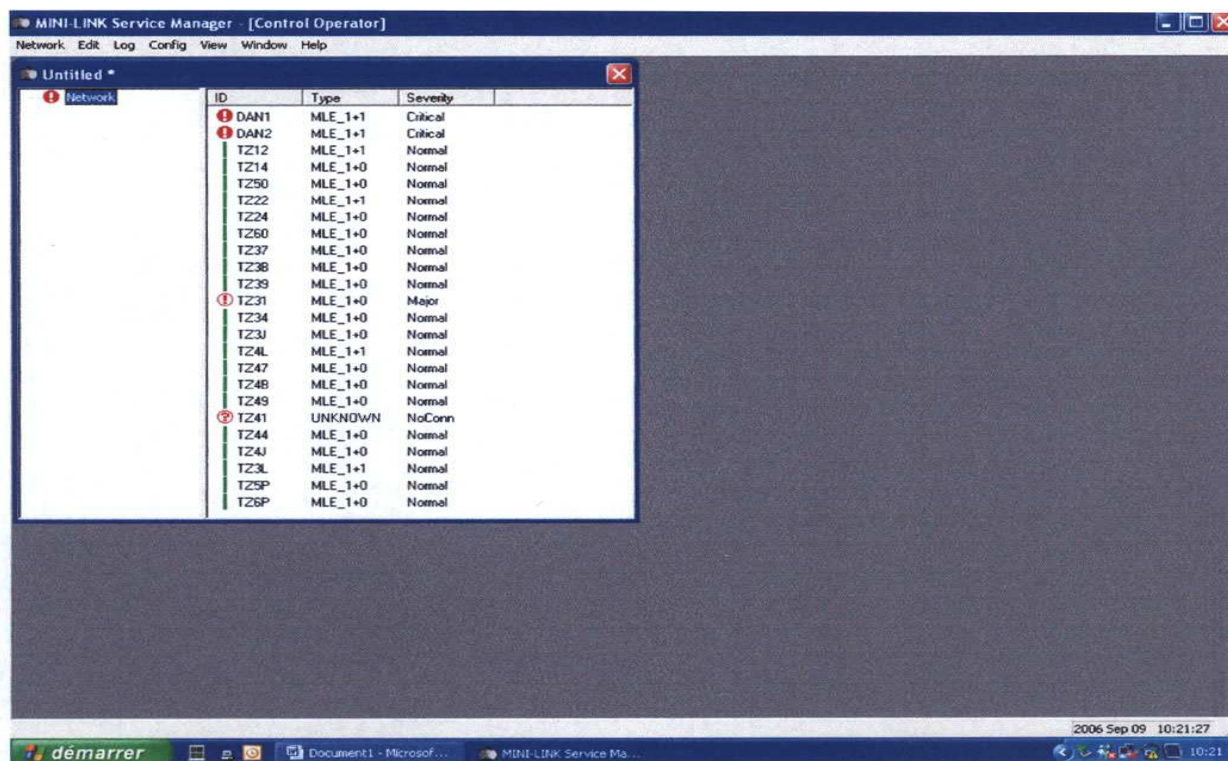 MINI-LINK Service Manager - [Control Operator]
Network Edit Log Config View Window Help
Untitled *
Network
ID Type Severity
DAN1 MLE_1+1 Critical
DAN2 MLE_1+1 Critical
TZ12 MLE_1+1 Normal
TZ14 MLE_1+0 Normal
TZ50 MLE_1+0 Normal
TZ22 MLE_1+1 Normal
TZ24 MLE_1+0 Normal
TZ60 MLE_1+0 Normal
TZ37 MLE_1+0 Normal
TZ3B MLE_1+0 Normal
TZ39 MLE_1+0 Normal
TZ31 MLE_1+0 Major
TZ34 MLE_1+0 Normal
TZ3J MLE_1+0 Normal
TZ4L MLE_1+1 Normal
TZ47 MLE_1+0 Normal
TZ4B MLE_1+0 Normal
TZ49 MLE_1+0 Normal
TZ41 UNKNOWN NoConn
TZ44 MLE_1+0 Normal
TZ4J MLE_1+0 Normal
TZ3L MLE_1+1 Normal
TZ5P MLE_1+0 Normal
TZ6P MLE_1+0 Normal
2006 Sep 09 10:21:27
démarrer Document1 - Microsof... MINI-LINK Service Ma... 10:21